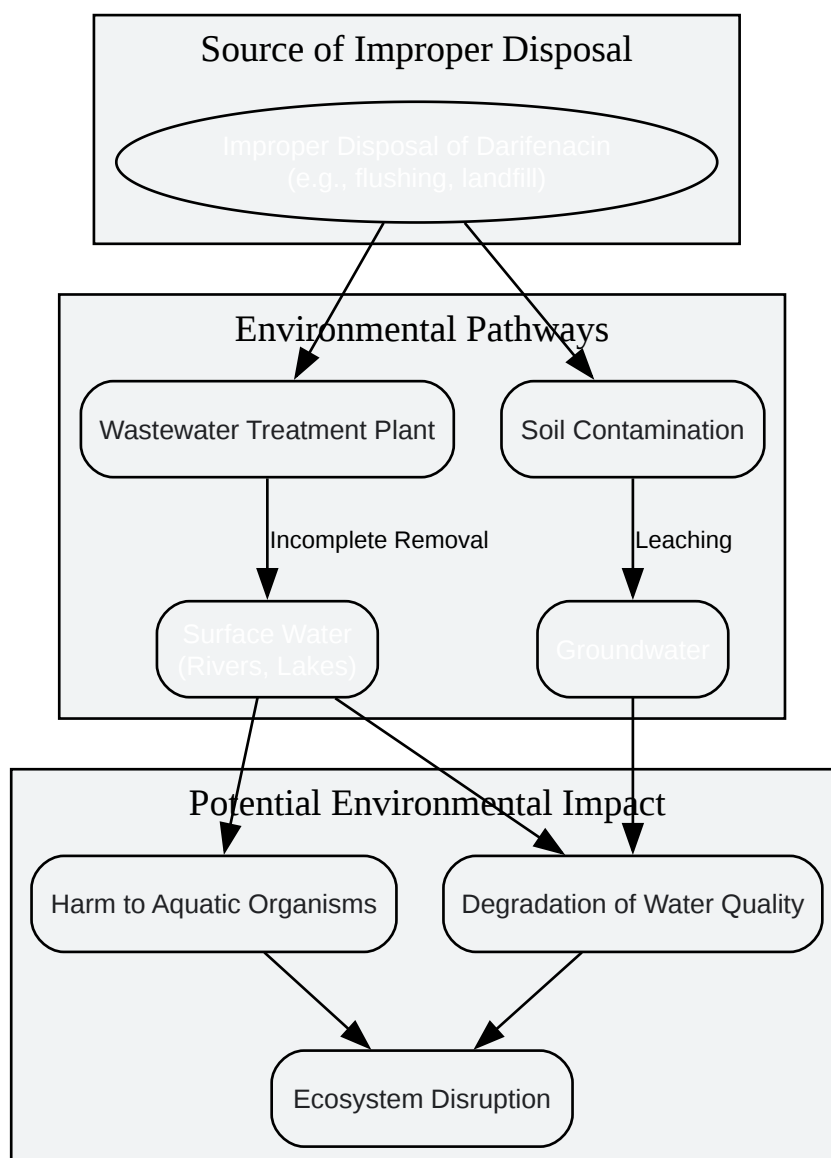 Source of Improper Disposal
Improper Disposal of Darifenacin
(e.g., flushing, landfill)
Environmental Pathways
Wastewater Treatment Plant
Soil Contamination
Incomplete Removal
Leaching
Surface Water
(Rivers, Lakes)
Groundwater
Potential Environmental Impact
Harm to Aquatic Organisms
Degradation of Water Quality
Ecosystem Disruption